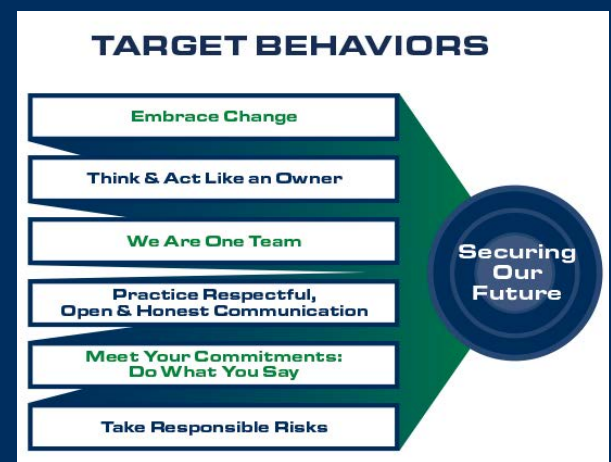 TARGET BEHAVIORS
Embrace Change
Think & Act Like an Owner
We Are One Team
Practice Respectful,
Open & Honest Communication
Meet Your Commitments:
Do What You Say
Take Responsible Risks
Securing
Our
Future